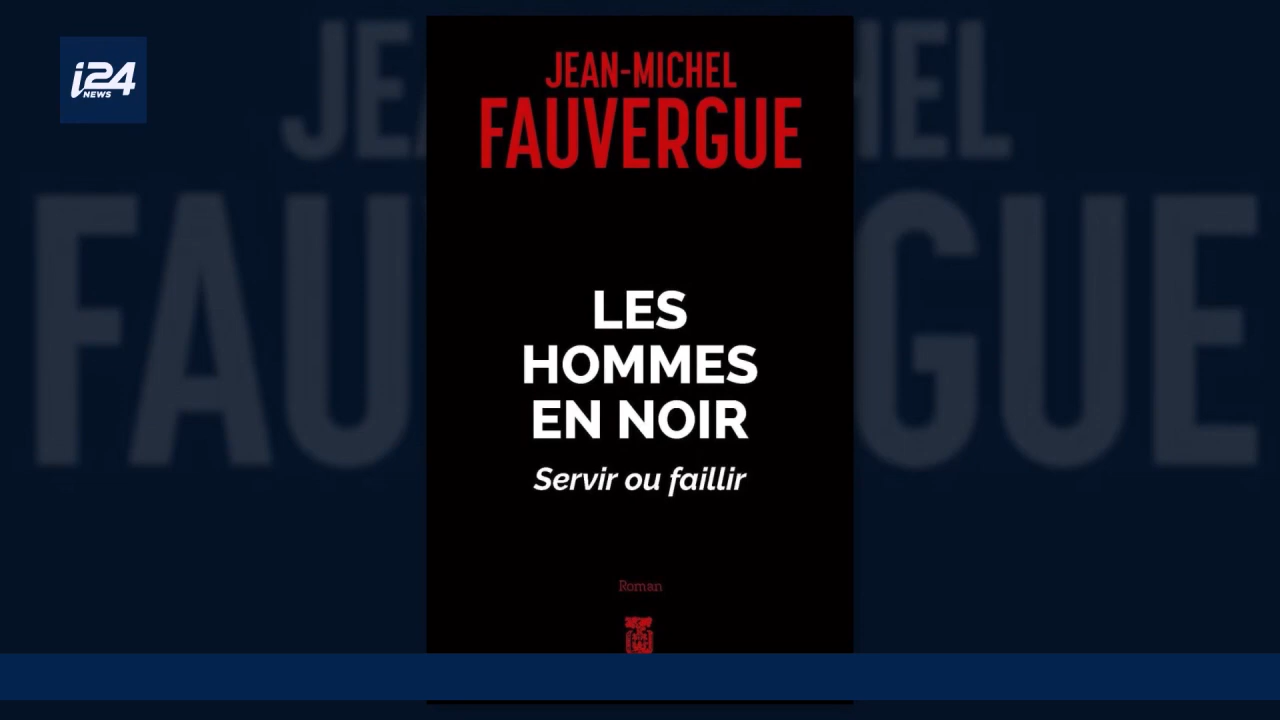 i24
NEWS
JEAN-MICHEL
FAUVERGUE
LES
HOMMES
EN NOIR
Servir ou faillir
Roman